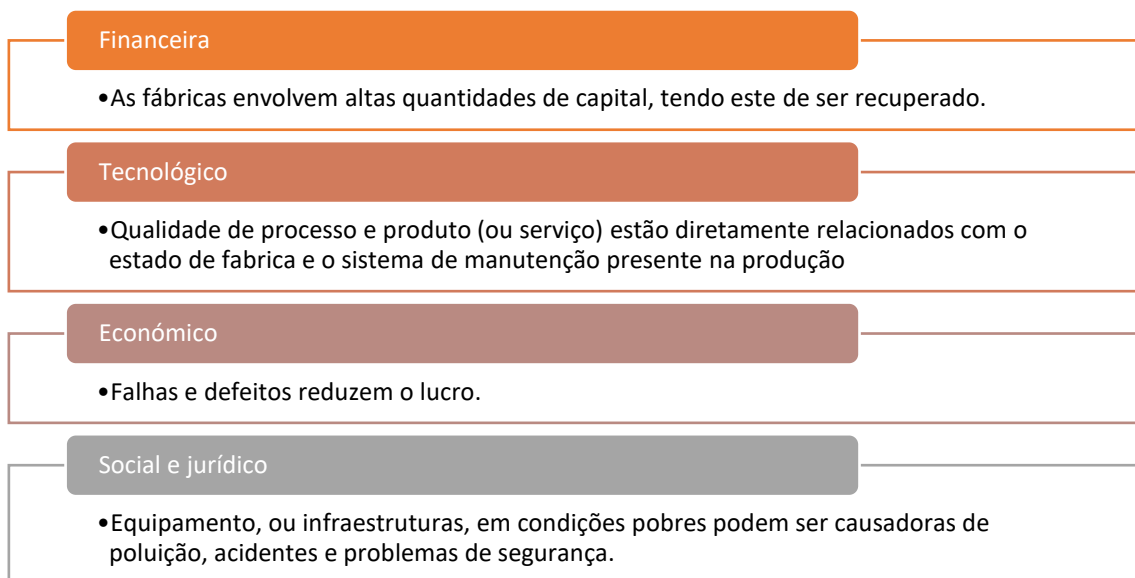 Financeira
•As fábricas envolvem altas quantidades de capital, tendo este de ser recuperado.
Tecnológico
•Qualidade de processo e produto (ou serviço) estão diretamente relacionados com o
estado de fabrica e o sistema de manutenção presente na produção
Económico
•Falhas e defeitos reduzem o lucro.
Social e jurídico
•Equipamento, ou infraestruturas, em condições pobres podem ser causadoras de
poluição, acidentes e problemas de segurança.